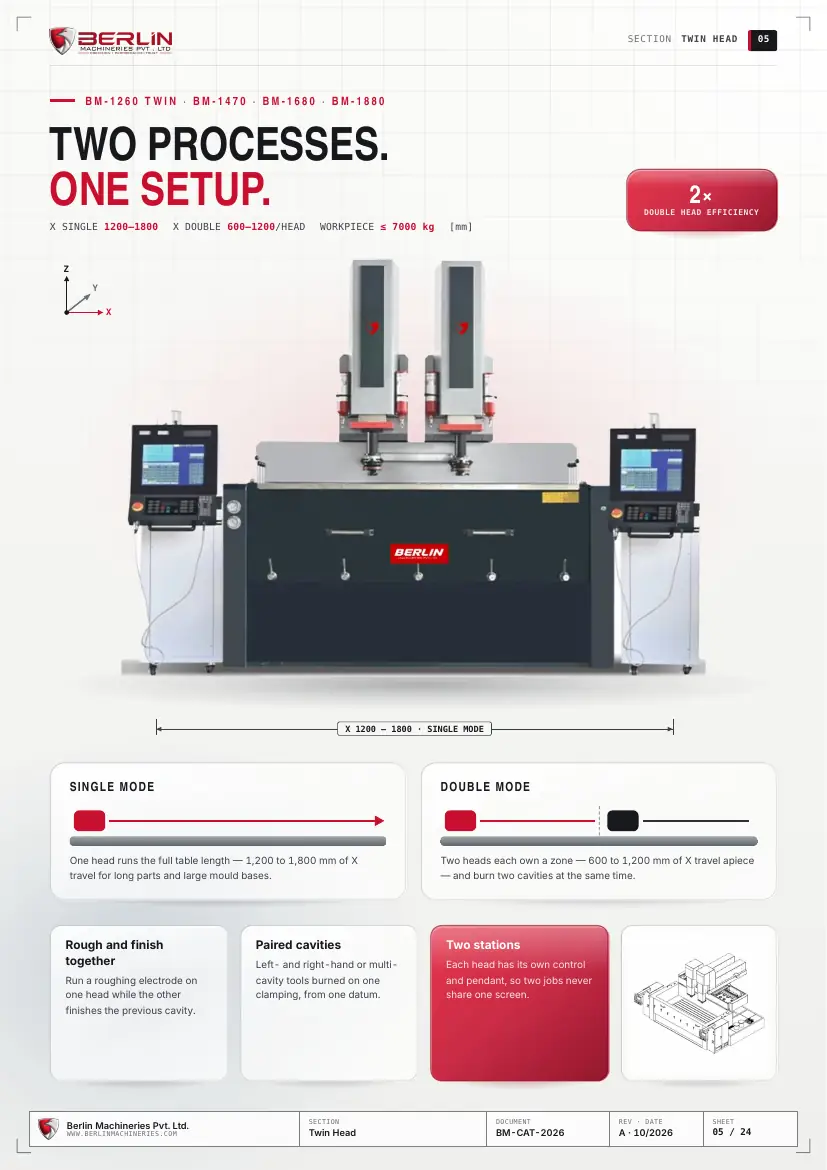 BERLIN
MACHINERIES PVT. LTD
SECTION TWIN HEAD 05
BM-1260 TWIN · BM-1470 · BM-1680 · BM-1880
TWO PROCESSES.
ONE SETUP.
X SINGLE 1200–1800 X DOUBLE 600–1200/HEAD WORKPIECE ≤ 7000 kg [mm]
2×
DOUBLE HEAD EFFICIENCY
Z
Y
X
BERLIN
X 1200 – 1800 · SINGLE MODE
SINGLE MODE
One head runs the full table length — 1,200 to 1,800 mm of X
travel for long parts and large mould bases.
DOUBLE MODE
Two heads each own a zone — 600 to 1,200 mm of X travel apiece
— and burn two cavities at the same time.
Rough and finish
together
Run a roughing electrode on
one head while the other
finishes the previous cavity.
Paired cavities
Left- and right-hand or multi-
cavity tools burned on one
clamping, from one datum.
Two stations
Each head has its own control
and pendant, so two jobs never
share one screen.
Berlin Machineries Pvt. Ltd.
WWW.BERLINMACHINERIES.COM
SECTION
Twin Head
DOCUMENT
BM-CAT-2026
REV · DATE
A · 10/2026
SHEET
05 / 24